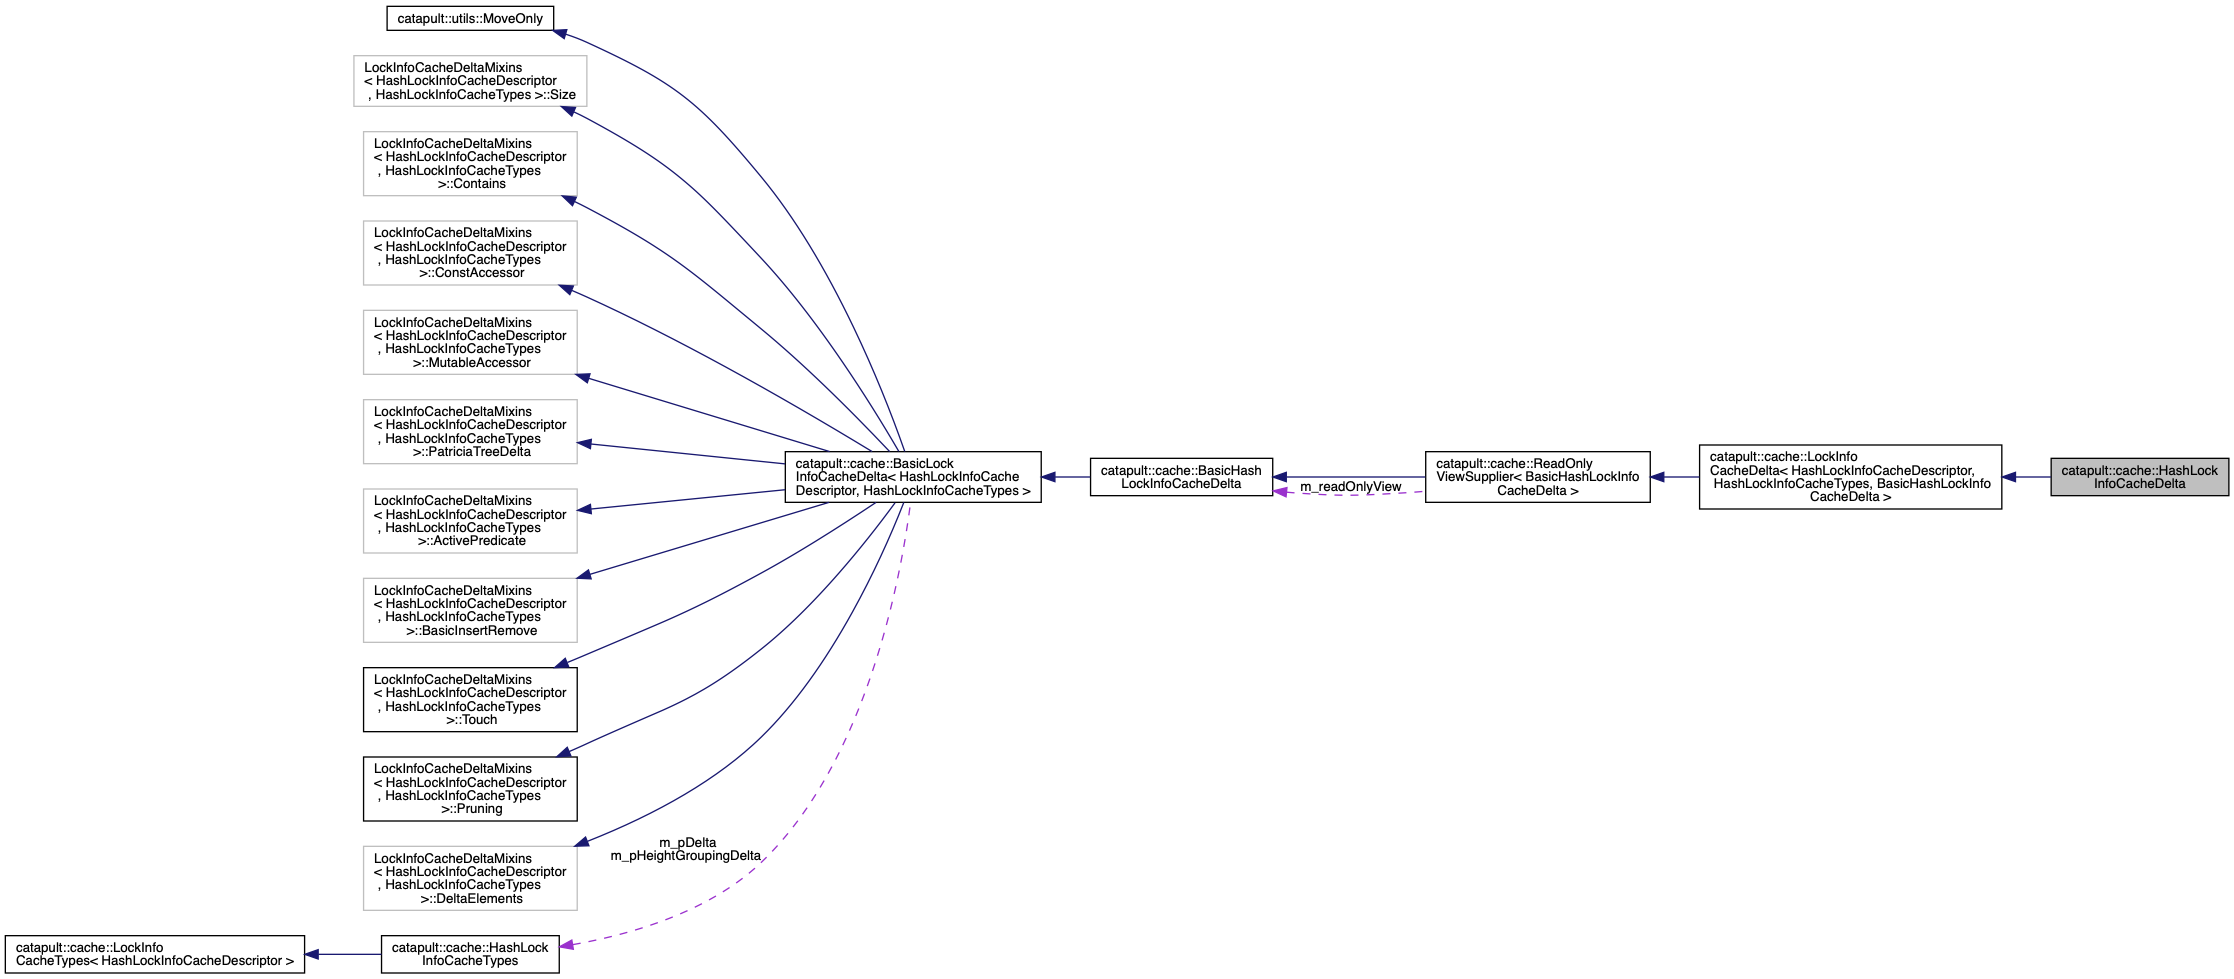 catapult::utils::MoveOnly
LockInfoCacheDeltaMixins
< HashLockInfoCacheDescriptor
, HashLockInfoCacheTypes >::Size
LockInfoCacheDeltaMixins
< HashLockInfoCacheDescriptor
, HashLockInfoCacheTypes
>::Contains
LockInfoCacheDeltaMixins
< HashLockInfoCacheDescriptor
, HashLockInfoCacheTypes
>::ConstAccessor
LockInfoCacheDeltaMixins
< HashLockInfoCacheDescriptor
, HashLockInfoCacheTypes
>::MutableAccessor
LockInfoCacheDeltaMixins
< HashLockInfoCacheDescriptor
, HashLockInfoCacheTypes
>::PatriciaTreeDelta
LockInfoCacheDeltaMixins
< HashLockInfoCacheDescriptor
, HashLockInfoCacheTypes
>::ActivePredicate
LockInfoCacheDeltaMixins
< HashLockInfoCacheDescriptor
, HashLockInfoCacheTypes
>::BasicInsertRemove
LockInfoCacheDeltaMixins
< HashLockInfoCacheDescriptor
, HashLockInfoCacheTypes
>::Touch
LockInfoCacheDeltaMixins
< HashLockInfoCacheDescriptor
, HashLockInfoCacheTypes
>::Pruning
LockInfoCacheDeltaMixins
< HashLockInfoCacheDescriptor
, HashLockInfoCacheTypes
>::DeltaElements
catapult::cache::LockInfo
CacheTypes< HashLockInfoCacheDescriptor >
catapult::cache::HashLock
InfoCacheTypes
m_pDelta
m_pHeightGroupingDelta
catapult::cache::BasicLock
InfoCacheDelta< HashLockInfoCache
Descriptor, HashLockInfoCacheTypes >
catapult::cache::BasicHash
LockInfoCacheDelta
m_readOnlyView
catapult::cache::ReadOnly
ViewSupplier< BasicHashLockInfo
CacheDelta >
catapult::cache::LockInfo
CacheDelta< HashLockInfoCacheDescriptor,
HashLockInfoCacheTypes, BasicHashLockInfo
CacheDelta >
catapult::cache::HashLock
InfoCacheDelta